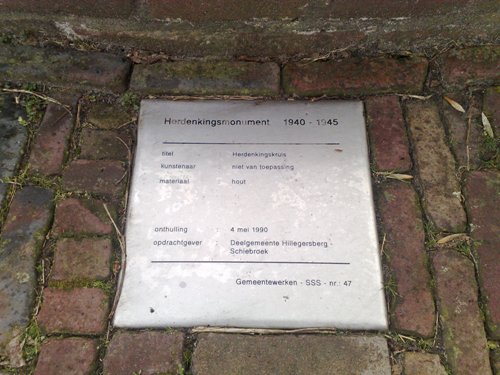 Herdenkingsmonument 1940 - 1945
titel : Herdenkingskruis
kunstenaar : niet van toepassing
materiaal : hout
onthulling : 4 mei 1990
opdrachtgever : Deelgemeente Hillegersberg -
Schiebroek
Gemeentewerken - SSS - nr.: 47